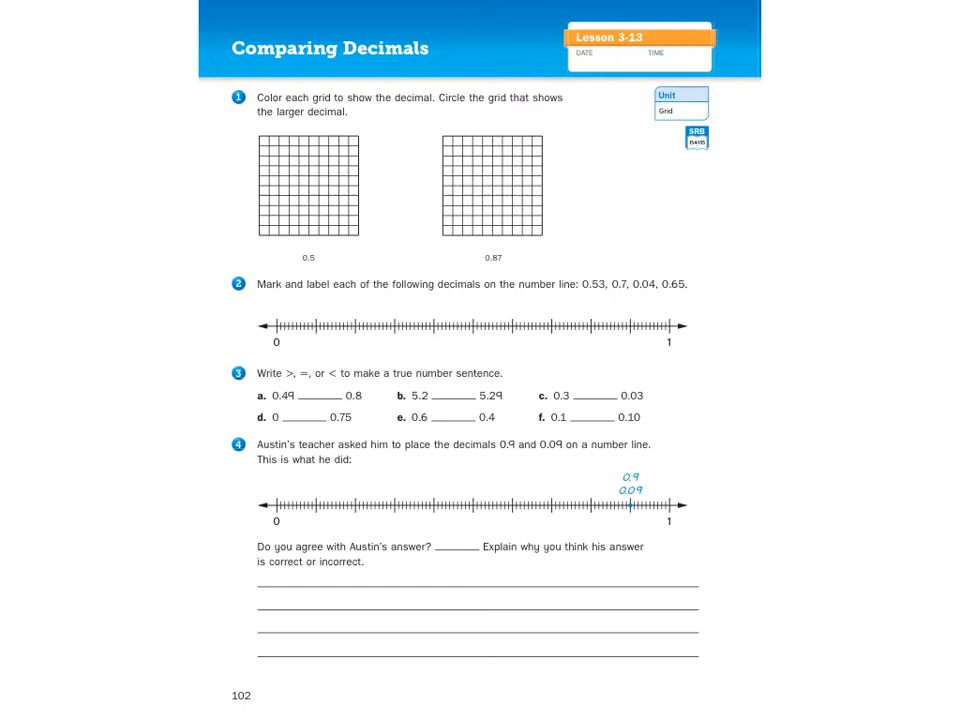 Comparing Decimals
Lesson 3-13
DATE TIME
1 Color each grid to show the decimal. Circle the grid that shows
the larger decimal.
Unit
Grid
SRB
154-155
0.5 0.87
2 Mark and label each of the following decimals on the number line: 0.53, 0.7, 0.04, 0.65.
0 1
3 Write >, =, or < to make a true number sentence.
a. 0.49 ________ 0.8 b. 5.2 ________ 5.29 c. 0.3 ________ 0.03
d. 0 ________ 0.75 e. 0.6 ________ 0.4 f. 0.1 ________ 0.10
4 Austin's teacher asked him to place the decimals 0.9 and 0.09 on a number line.
This is what he did:
0.9
0.09
0 1
Do you agree with Austin's answer? ________ Explain why you think his answer
is correct or incorrect.
102